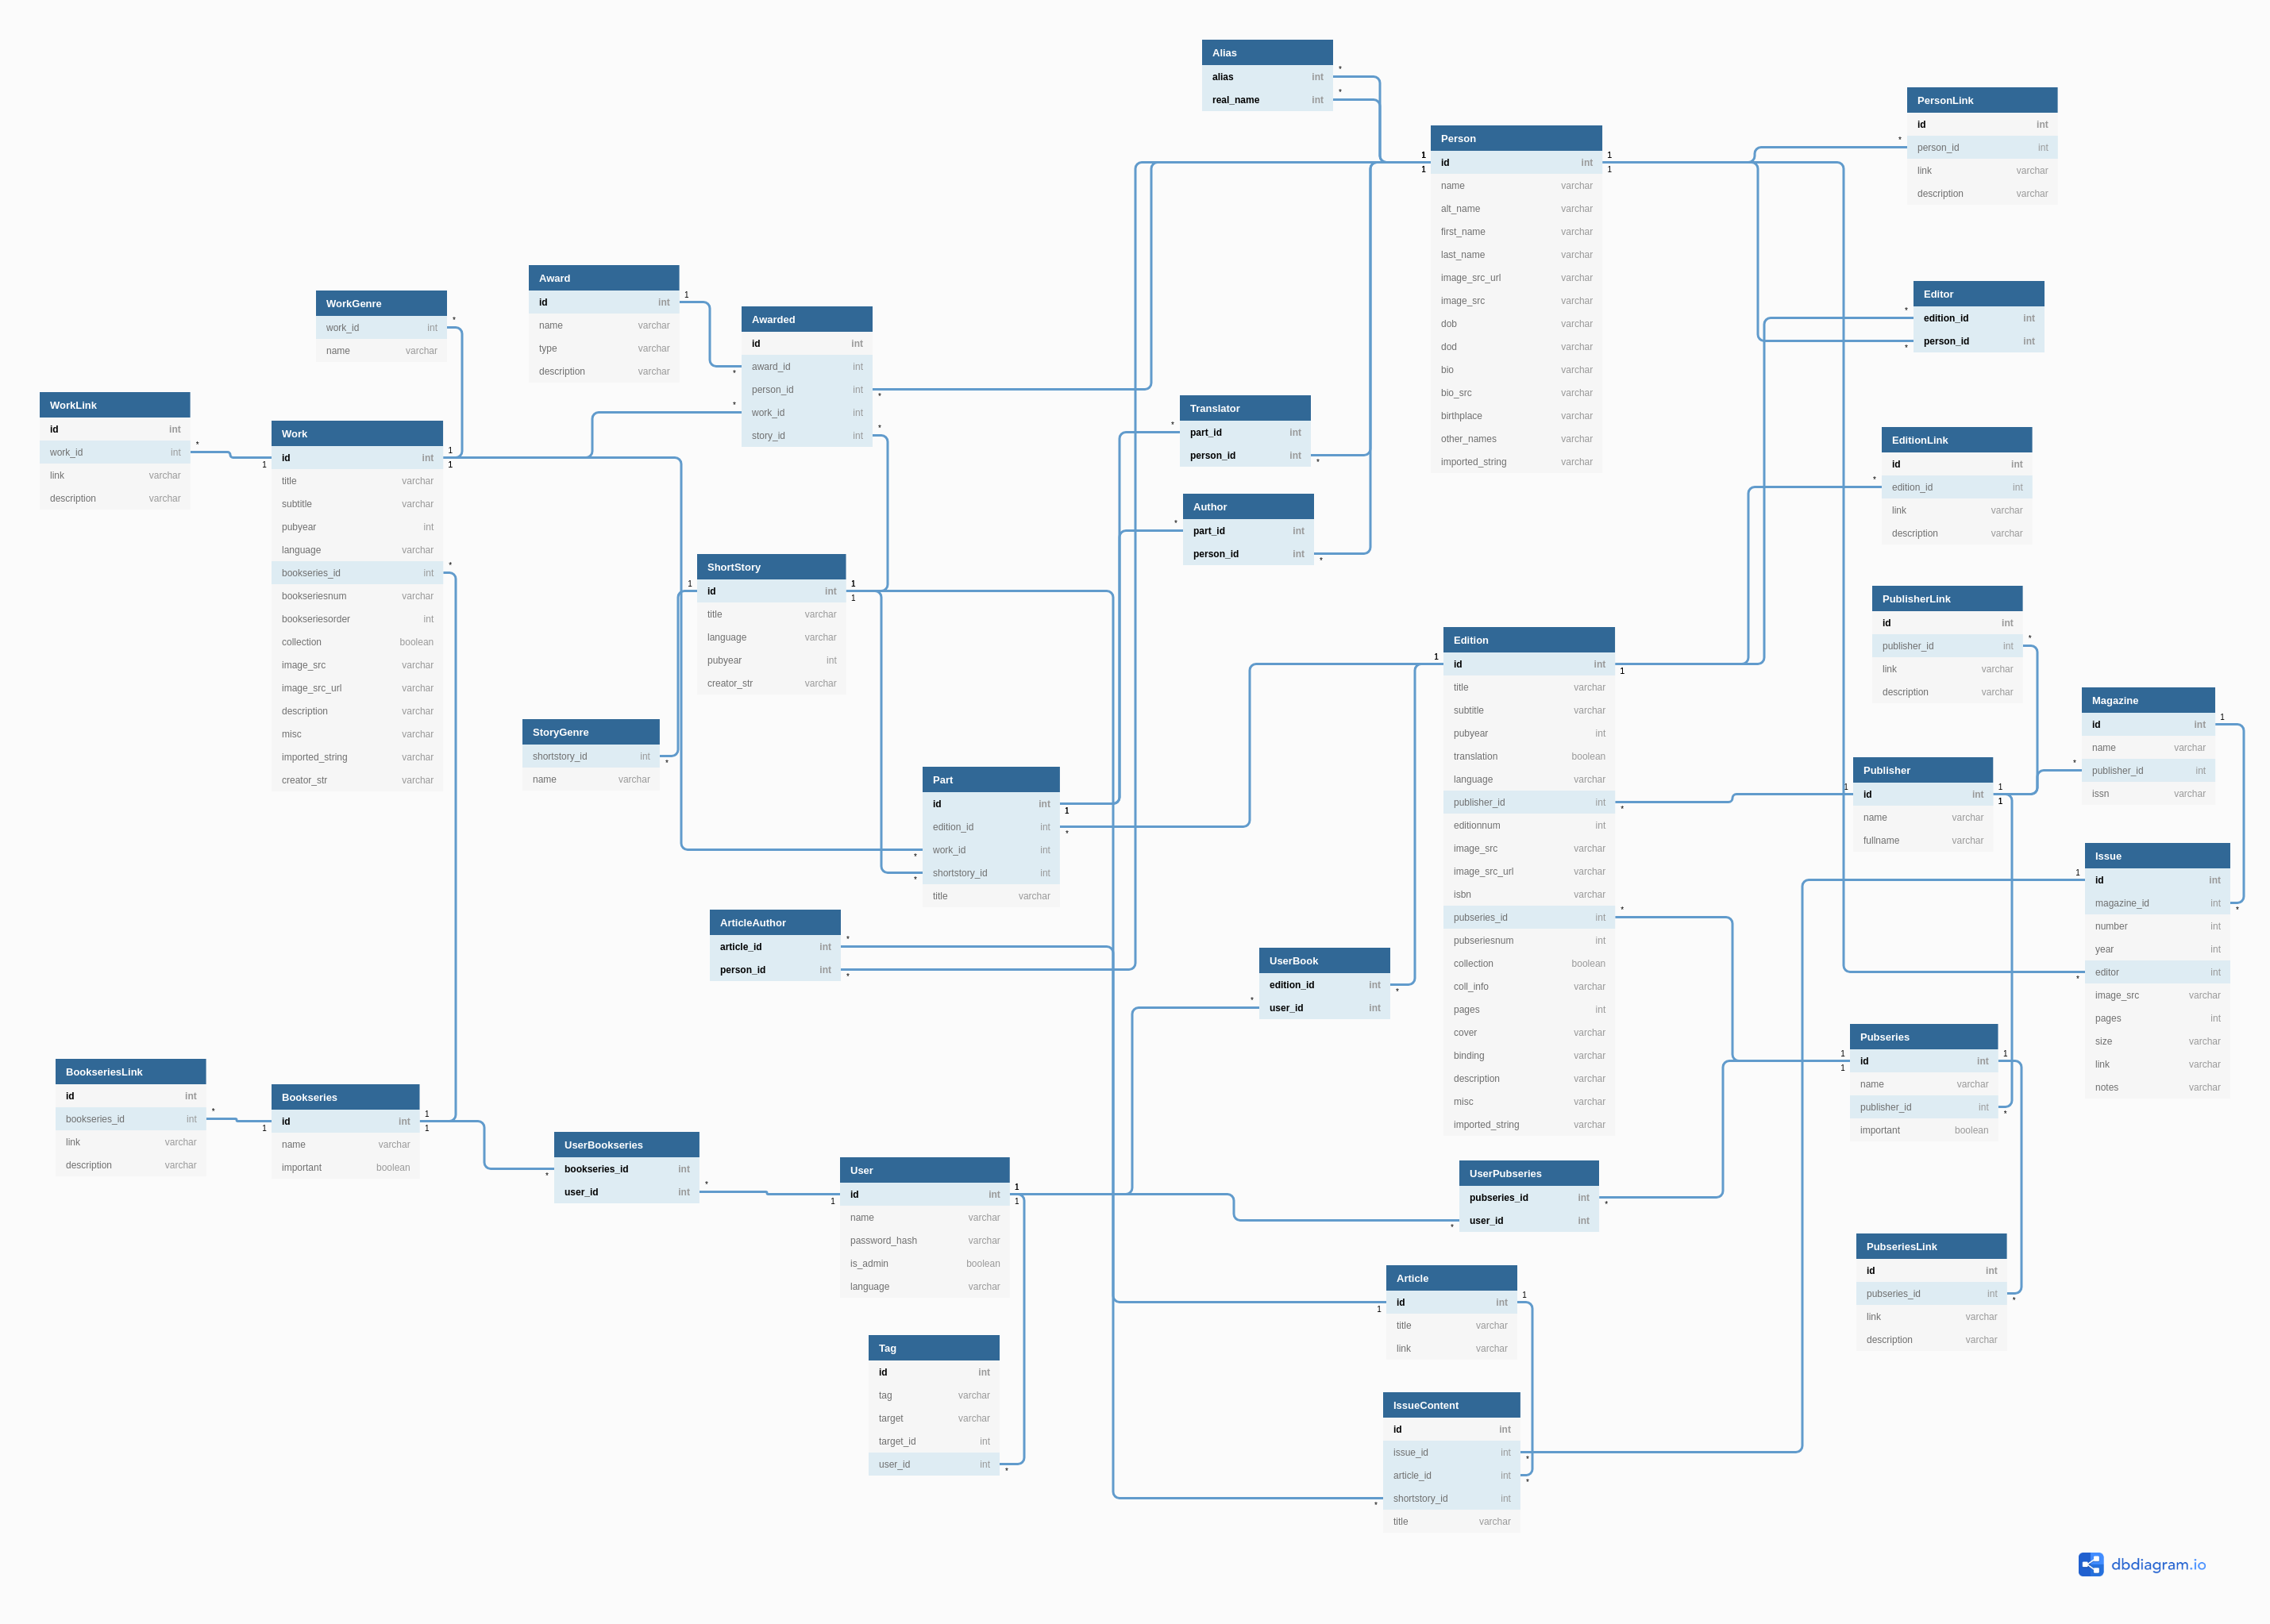 Alias
alias int
real_name int
Person
id int
name varchar
alt_name varchar
first_name varchar
last_name varchar
image_src_url varchar
image_src varchar
dob varchar
dod varchar
bio varchar
bio_src varchar
birthplace varchar
other_names varchar
imported_string varchar
PersonLink
id int
person_id int
link varchar
description varchar
Editor
edition_id int
person_id int
Award
id int
name varchar
type varchar
description varchar
WorkGenre
work_id int
name varchar
Awarded
id int
award_id int
person_id int
work_id int
story_id int
WorkLink
id int
work_id int
link varchar
description varchar
Work
id int
title varchar
subtitle varchar
pubyear int
language varchar
bookseries_id int
bookseriesnum varchar
bookseriesorder int
collection boolean
image_src varchar
image_src_url varchar
description varchar
misc varchar
imported_string varchar
creator_str varchar
Translator
part_id int
person_id int
Author
part_id int
person_id int
EditionLink
id int
edition_id int
link varchar
description varchar
ShortStory
id int
title varchar
language varchar
pubyear int
creator_str varchar
StoryGenre
shortstory_id int
name varchar
PublisherLink
id int
publisher_id int
link varchar
description varchar
Edition
id int
title varchar
subtitle varchar
pubyear int
translation boolean
language varchar
publisher_id int
editionnum int
image_src varchar
image_src_url varchar
isbn varchar
pubseries_id int
pubseriesnum int
collection boolean
coll_info varchar
pages int
cover varchar
binding varchar
description varchar
misc varchar
imported_string varchar
Magazine
id int
name varchar
publisher_id int
issn varchar
Publisher
id int
name varchar
fullname varchar
Part
id int
edition_id int
work_id int
shortstory_id int
title varchar
Issue
id int
magazine_id int
number int
year int
editor int
image_src varchar
pages int
size varchar
link varchar
notes varchar
ArticleAuthor
article_id int
person_id int
UserBook
edition_id int
user_id int
Pubseries
id int
name varchar
publisher_id int
important boolean
BookseriesLink
id int
bookseries_id int
link varchar
description varchar
Bookseries
id int
name varchar
important boolean
UserBookseries
bookseries_id int
user_id int
User
id int
name varchar
password_hash varchar
is_admin boolean
language varchar
UserPubseries
pubseries_id int
user_id int
PubseriesLink
id int
pubseries_id int
link varchar
description varchar
Article
id int
title varchar
link varchar
Tag
id int
tag varchar
target varchar
target_id int
user_id int
IssueContent
id int
issue_id int
article_id int
shortstory_id int
title varchar
dbdiagram.io